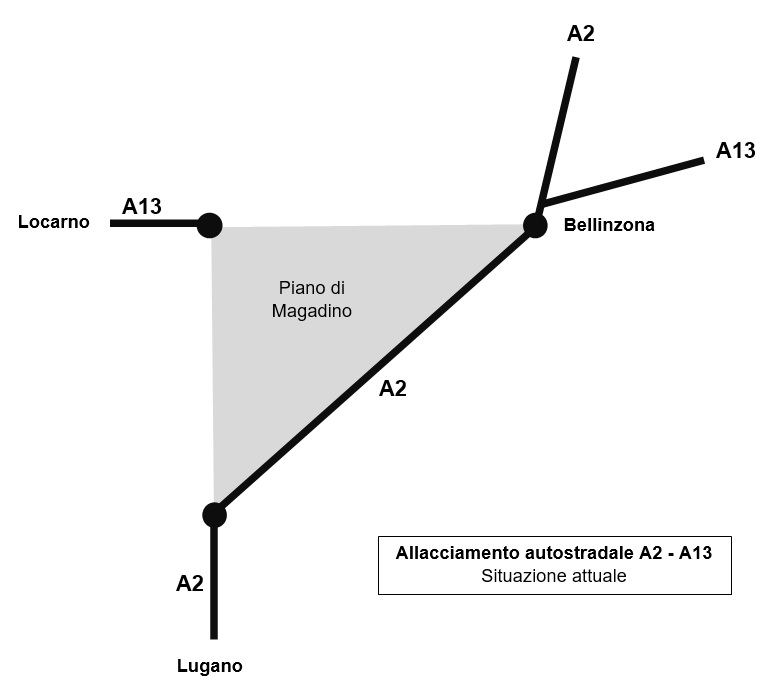 A2
A13
A13
Locarno
Bellinzona
Piano di
Magadino
A2
Allacciamento autostradale A2 - A13
Situazione attuale
A2
Lugano